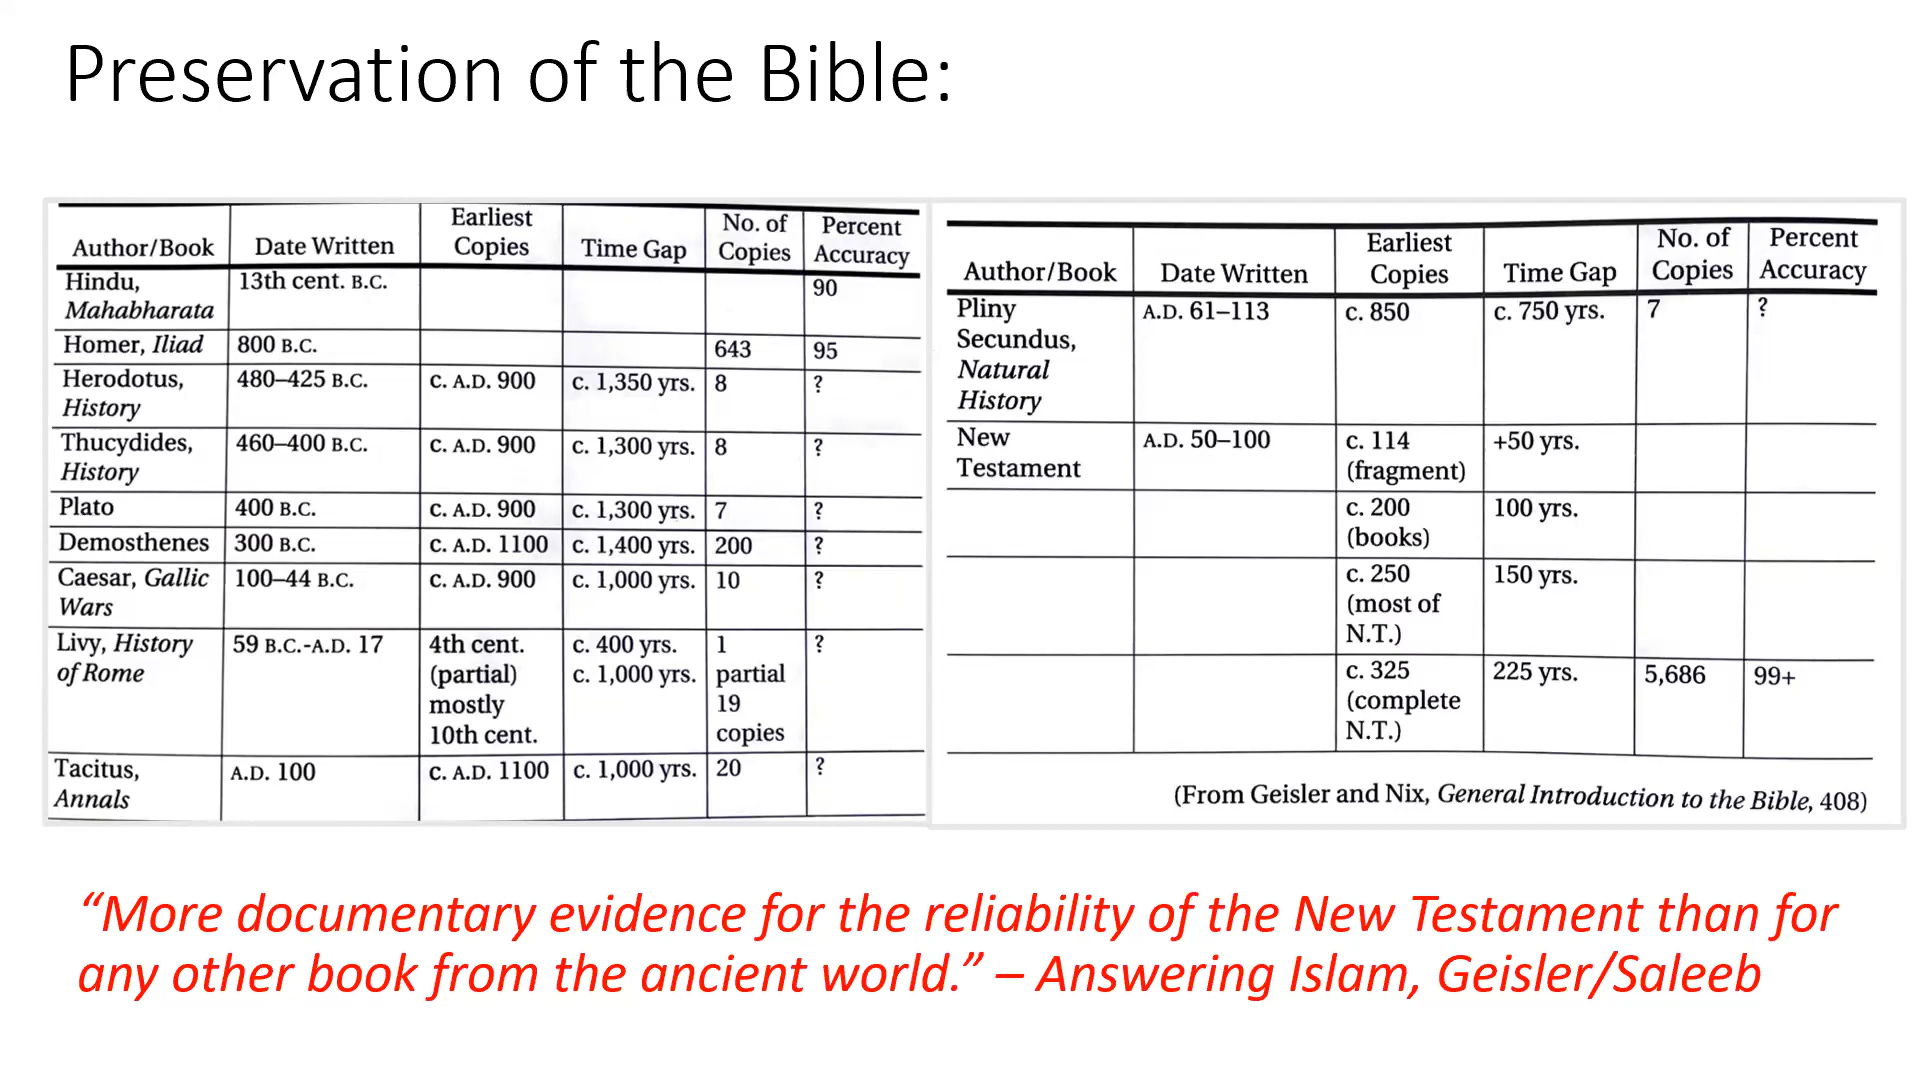 Preservation of the Bible:
Author/Book Date Written Earliest Copies Time Gap No. of Copies Percent Accuracy
Hindu, Mahabharata 13th cent. B.C. 90
Homer, Iliad 800 B.C. 643 95
Herodotus, History 480–425 B.C. c. A.D. 900 c. 1,350 yrs. 8 ?
Thucydides, History 460–400 B.C. c. A.D. 900 c. 1,300 yrs. 8 ?
Plato 400 B.C. c. A.D. 900 c. 1,300 yrs. 7 ?
Demosthenes 300 B.C. c. A.D. 1100 c. 1,400 yrs. 200 ?
Caesar, Gallic Wars 100–44 B.C. c. A.D. 900 c. 1,000 yrs. 10 ?
Livy, History of Rome 59 B.C.-A.D. 17 4th cent. (partial) mostly 10th cent. c. 400 yrs. c. 1,000 yrs. 1 partial 19 copies ?
Tacitus, Annals A.D. 100 c. A.D. 1100 c. 1,000 yrs. 20 ?
Author/Book Date Written Earliest Copies Time Gap No. of Copies Percent Accuracy
Pliny Secundus, Natural History A.D. 61–113 c. 850 c. 750 yrs. 7 ?
New Testament A.D. 50–100 c. 114 (fragment) +50 yrs.
c. 200 (books) 100 yrs.
c. 250 (most of N.T.) 150 yrs.
c. 325 (complete N.T.) 225 yrs. 5,686 99+
(From Geisler and Nix, General Introduction to the Bible, 408)
“More documentary evidence for the reliability of the New Testament than for
any other book from the ancient world.” – Answering Islam, Geisler/Saleeb